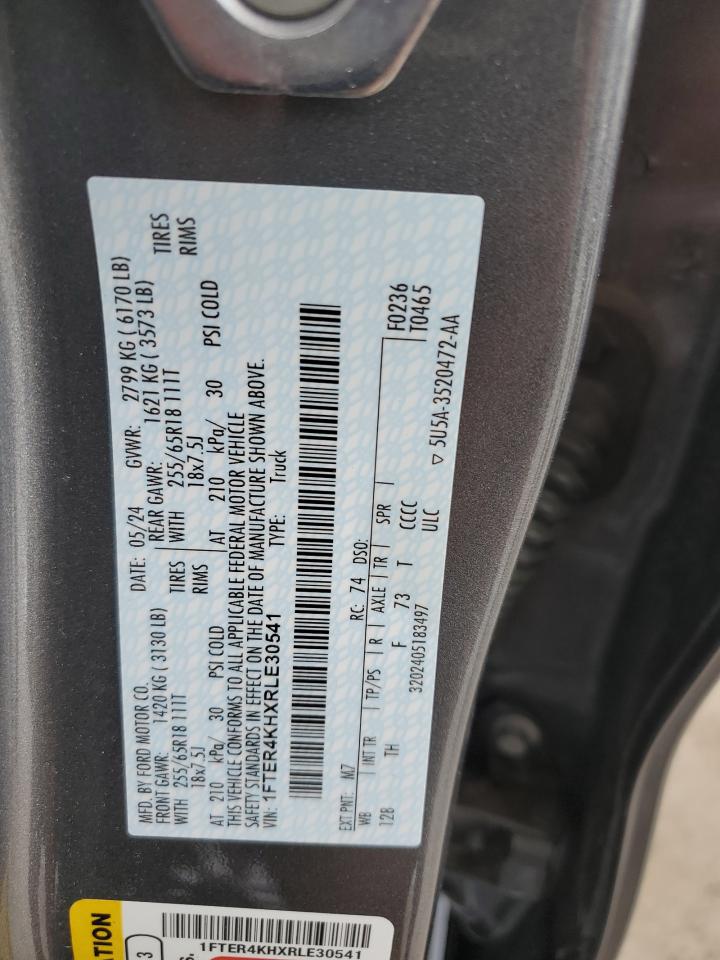 MFD. BY FORD MOTOR CO.
DATE: 05/24 GVWR: 2799 KG ( 6170 LB)
FRONT GAWR: 1420 KG ( 3130 LB)
REAR GAWR: 1621 KG ( 3573 LB)
WITH 255/65R18 111T TIRES
WITH 255/65R18 111T TIRES
18x7.5J RIMS
18x7.5J RIMS
AT 210 kPa/ 30 PSI COLD
AT 210 kPa/ 30 PSI COLD
THIS VEHICLE CONFORMS TO ALL APPLICABLE FEDERAL MOTOR VEHICLE
SAFETY STANDARDS IN EFFECT ON THE DATE OF MANUFACTURE SHOWN ABOVE.
VIN: 1FTER4KHXRLE30541
TYPE: Truck
F0236
T0465
EXT PNT: M7 RC: 74 DSO:
WB INT TR TP/PS R AXLE TR SPR
128 TH F 73 T CCCC
3202405183497 ULC
▽ 5U5A-3520472-AA
1FTER4KHXRLE30541
3